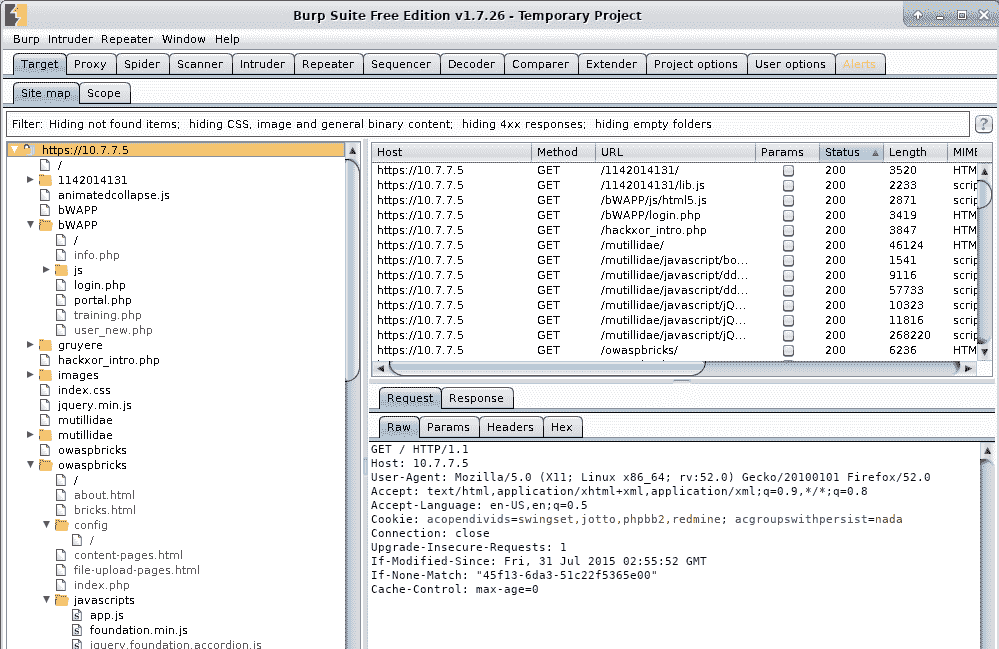 Burp Suite Free Edition v1.7.26 - Temporary Project
Burp Intruder Repeater Window Help
Target Proxy Spider Scanner Intruder Repeater Sequencer Decoder Comparer Extender Project options User options Alerts
Site map Scope
Filter: Hiding not found items; hiding CSS, image and general binary content; hiding 4xx responses; hiding empty folders ?
https://10.7.7.5
/
1142014131
animatedcollapse.js
bWAPP
bWAPP
/
info.php
js
login.php
portal.php
training.php
user_new.php
gruyere
hackxor_intro.php
images
index.css
jquery.min.js
mutillidae
mutillidae
owaspbricks
owaspbricks
/
about.html
bricks.html
config
/
content-pages.html
file-upload-pages.html
index.php
javascripts
app.js
foundation.min.js
jquery.foundation.accordion.js
Host Method URL Params Status Length MIME
https://10.7.7.5 GET /1142014131/ 200 3520 HTM
https://10.7.7.5 GET /1142014131/lib.js 200 2233 scrip
https://10.7.7.5 GET /bWAPP/js/html5.js 200 2871 scrip
https://10.7.7.5 GET /bWAPP/login.php 200 3419 HTM
https://10.7.7.5 GET /hackxor_intro.php 200 3847 HTM
https://10.7.7.5 GET /mutillidae/ 200 46124 HTM
https://10.7.7.5 GET /mutillidae/javascript/bo... 200 1541 scrip
https://10.7.7.5 GET /mutillidae/javascript/dd... 200 9116 scrip
https://10.7.7.5 GET /mutillidae/javascript/dd... 200 57733 scrip
https://10.7.7.5 GET /mutillidae/javascript/jQ... 200 10323 scrip
https://10.7.7.5 GET /mutillidae/javascript/jQ... 200 11816 scrip
https://10.7.7.5 GET /mutillidae/javascript/jQ... 200 268220 scrip
https://10.7.7.5 GET /owaspbricks/ 200 6236 HTM
Request Response
Raw Params Headers Hex
GET / HTTP/1.1
Host: 10.7.7.5
User-Agent: Mozilla/5.0 (X11; Linux x86_64; rv:52.0) Gecko/20100101 Firefox/52.0
Accept: text/html,application/xhtml+xml,application/xml;q=0.9,*/*;q=0.8
Accept-Language: en-US,en;q=0.5
Cookie: acopendivids=swingset,jotto,phpbb2,redmine; acgroupswithpersist=nada
Connection: close
Upgrade-Insecure-Requests: 1
If-Modified-Since: Fri, 31 Jul 2015 02:55:52 GMT
If-None-Match: "45f13-6da3-51c22f5365e00"
Cache-Control: max-age=0